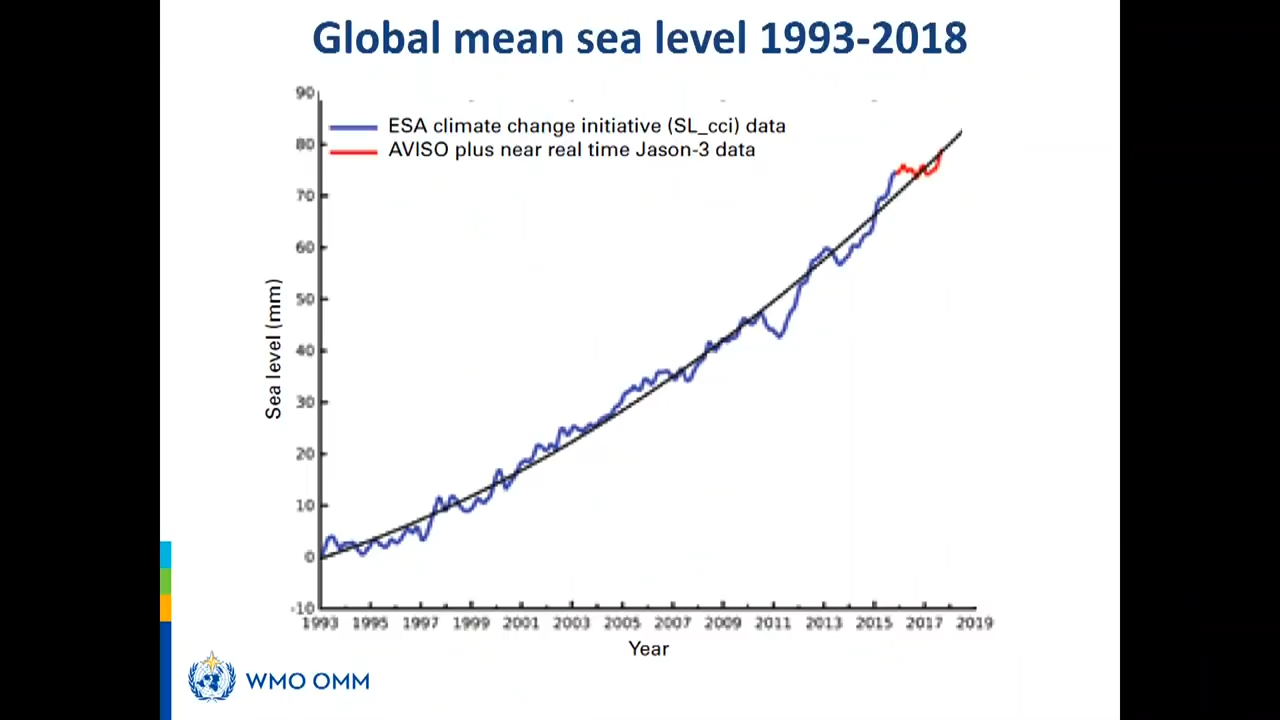 Global mean sea level 1993-2018
90
ESA climate change initiative (SL_cci) data
AVISO plus near real time Jason-3 data
80
70
60
50
40
30
20
10
0
-10
Sea level (mm)
1993 1995 1997 1999 2001 2003 2005 2007 2009 2011 2013 2015 2017 2019
Year
WMO OMM